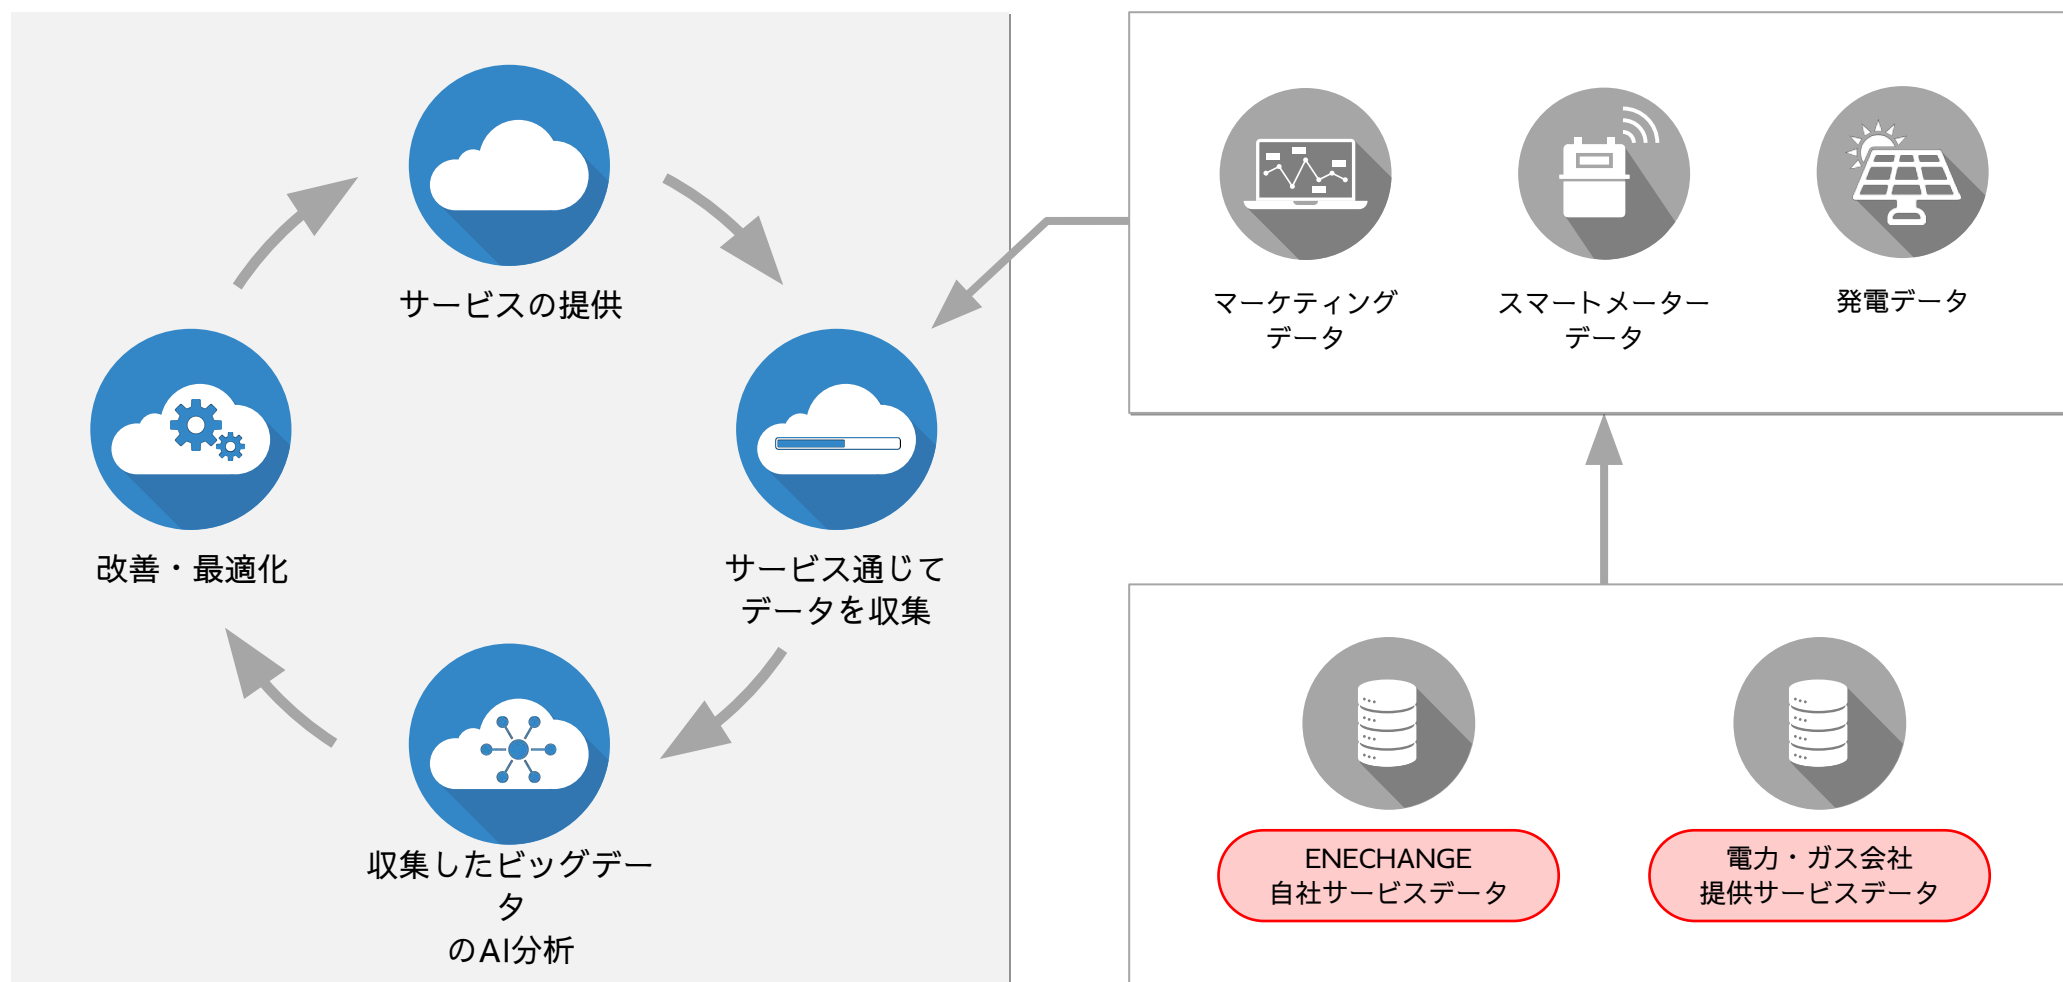 サービスの提供
サービス通じて
データを収集
収集したビッグデー
タ
のAI分析
改善・最適化
マーケティング
データ
スマートメーター
データ
発電データ
ENECHANGE
自社サービスデータ
電力・ガス会社
提供サービスデータ